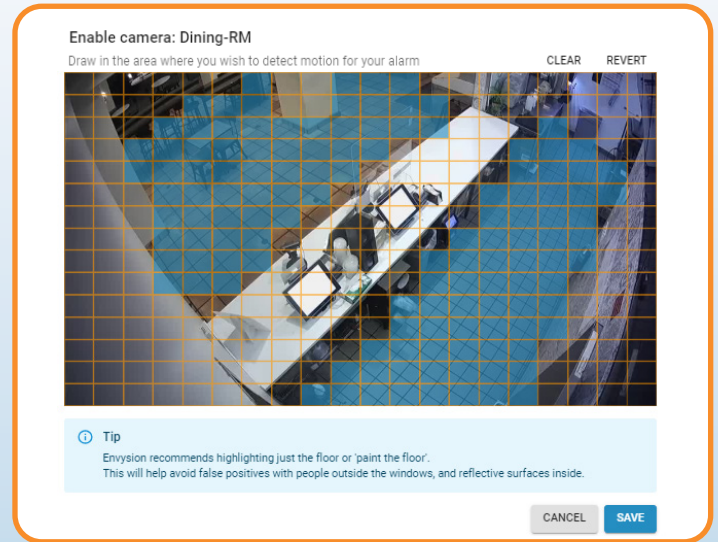 Enable camera: Dining-RM
Draw in the area where you wish to detect motion for your alarm
CLEAR REVERT
Tip
Envysion recommends highlighting just the floor or 'paint the floor'.
This will help avoid false positives with people outside the windows, and reflective surfaces inside.
CANCEL SAVE